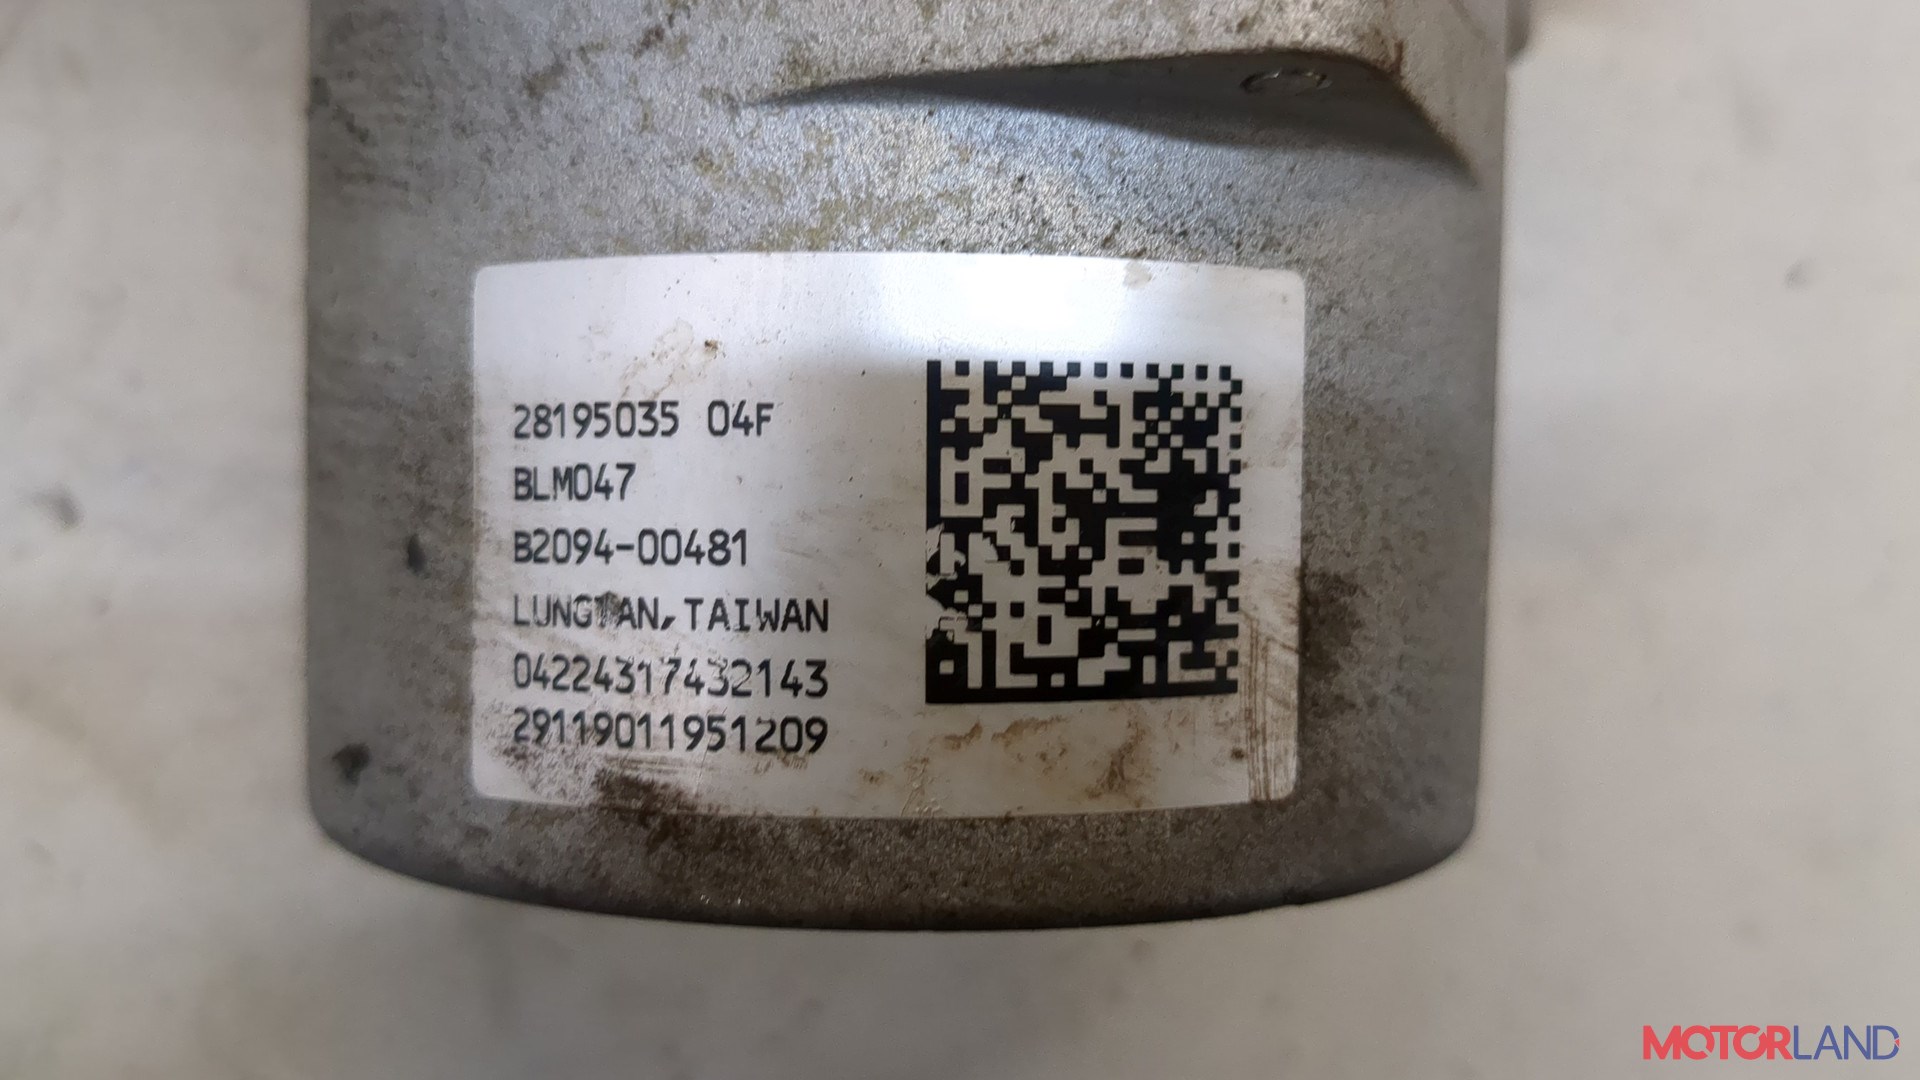 28195035 04F
BLM047
B2094-00481
LUNGTAN,TAIWAN
04224317432143
29119011951209
MOTORLAND